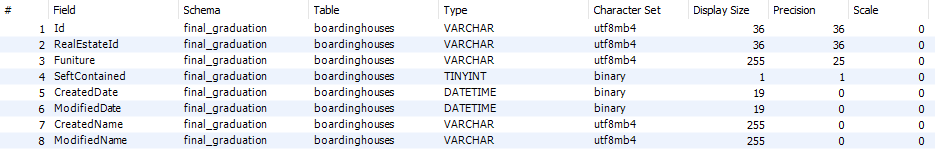 # Field Schema Table Type Character Set Display Size Precision Scale
1 Id final_graduation boardinghouses VARCHAR utf8mb4 36 36 0
2 RealEstateId final_graduation boardinghouses VARCHAR utf8mb4 36 36 0
3 Funiture final_graduation boardinghouses VARCHAR utf8mb4 255 25 0
4 SeftContained final_graduation boardinghouses TINYINT binary 1 1 0
5 CreatedDate final_graduation boardinghouses DATETIME binary 19 0 0
6 ModifiedDate final_graduation boardinghouses DATETIME binary 19 0 0
7 CreatedName final_graduation boardinghouses VARCHAR utf8mb4 255 0 0
8 ModifiedName final_graduation boardinghouses VARCHAR utf8mb4 255 0 0